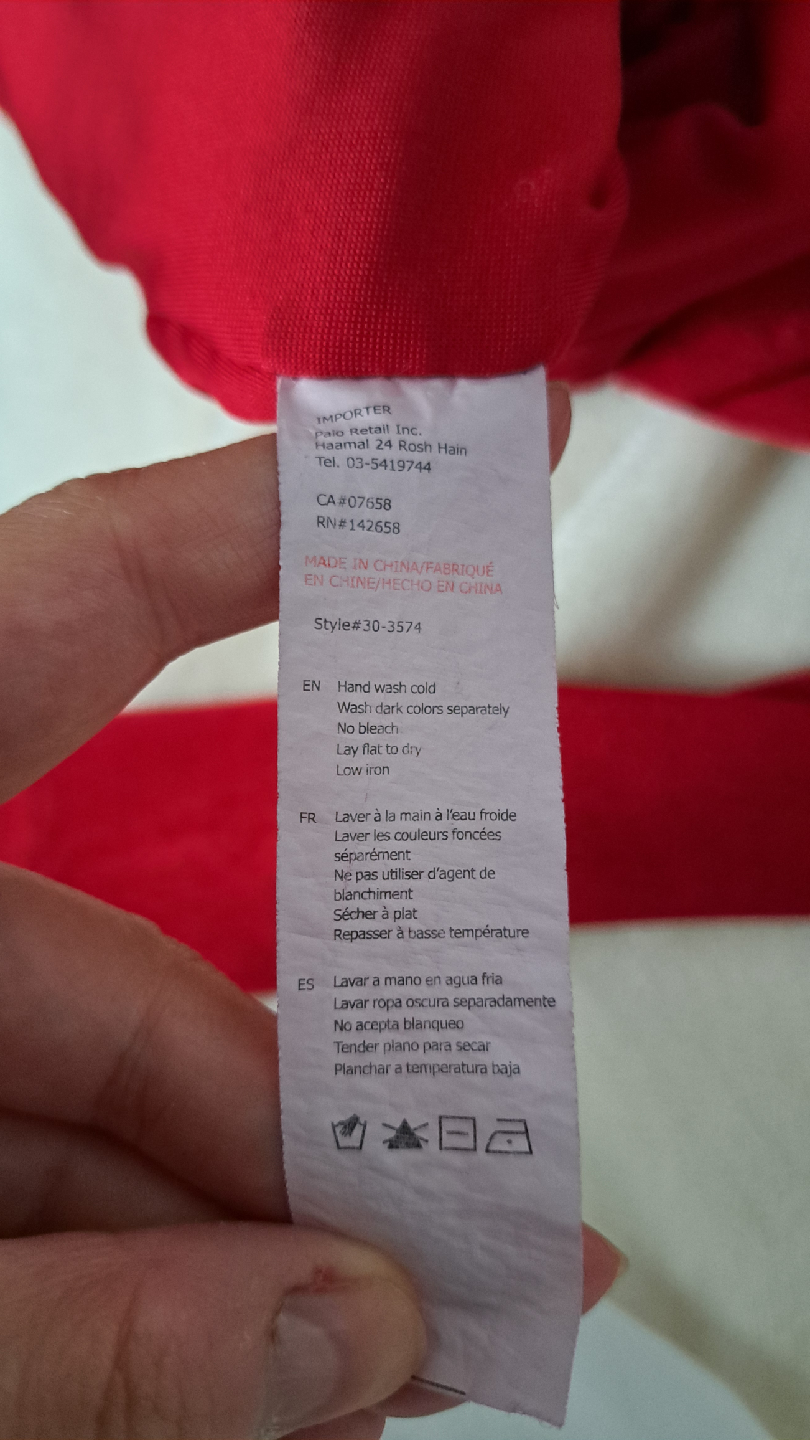 IMPORTER
Palo Retail Inc.
Haamal 24 Rosh Hain
Tel. 03-5419744
CA#07658
RN#142658
MADE IN CHINA/FABRIQUÉ
EN CHINE/HECHO EN CHINA
Style#30-3574
EN Hand wash cold
Wash dark colors separately
No bleach
Lay flat to dry
Low iron
FR Laver à la main à l'eau froide
Laver les couleurs foncées
séparément
Ne pas utiliser d'agent de
blanchiment
Sécher à plat
Repasser à basse température
ES Lavar a mano en agua fria
Lavar ropa oscura separadamente
No acepta blanqueo
Tender plano para secar
Planchar a temperatura baja